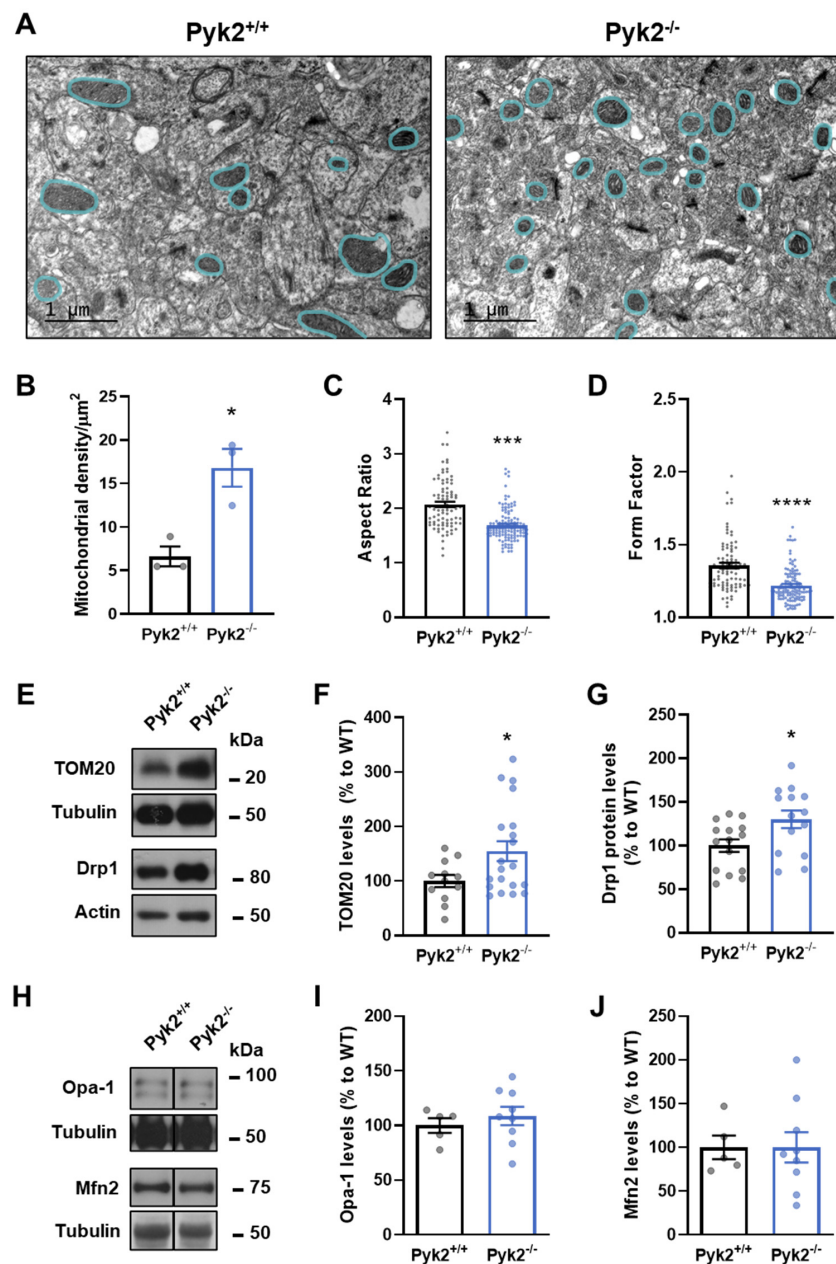 A
Pyk2+/+
Pyk2-/-
1 µm
1 µm
B
Mitochondrial density/µm²
25
20
15
10
5
0
*
Pyk2+/+
Pyk2-/-
C
Aspect Ratio
4
3
2
1
0
***
Pyk2+/+
Pyk2-/-
D
Form Factor
2.5
2.0
1.5
1.0
****
Pyk2+/+
Pyk2-/-
E
Pyk2+/+
Pyk2-/-
kDa
TOM20
– 20
Tubulin
– 50
Drp1
– 80
Actin
– 50
F
TOM20 levels (% to WT)
400
300
200
100
0
*
Pyk2+/+
Pyk2-/-
G
Drp1 protein levels
(% to WT)
250
200
150
100
50
0
*
Pyk2+/+
Pyk2-/-
H
Pyk2+/+
Pyk2-/-
kDa
Opa-1
– 100
Tubulin
– 50
Mfn2
– 75
Tubulin
– 50
I
Opa-1 levels (% to WT)
200
150
100
50
0
Pyk2+/+
Pyk2-/-
J
Mfn2 levels (% to WT)
250
200
150
100
50
0
Pyk2+/+
Pyk2-/-